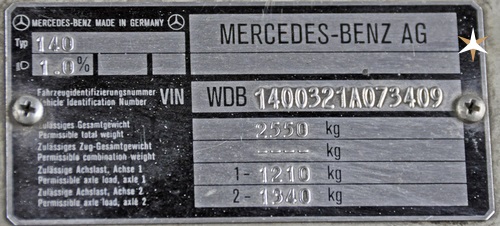 MERCEDES-BENZ MADE IN GERMANY
Typ 140
1.0%
MERCEDES-BENZ AG
Fahrzeugidentifizierungsnummer
Vehicle Identification Number VIN WDB 1400321A073409
Zulässiges Gesamtgewicht
Permissible total weight - 2550 kg
Zulässiges Zug-Gesamtgewicht
Permissible combination weight - ---- kg
Zulässige Achslast, Achse 1
Permissible axle load, axle 1 1- 1210 kg
Zulässige Achslast, Achse 2
Permissible axle load, axle 2 2- 1340 kg